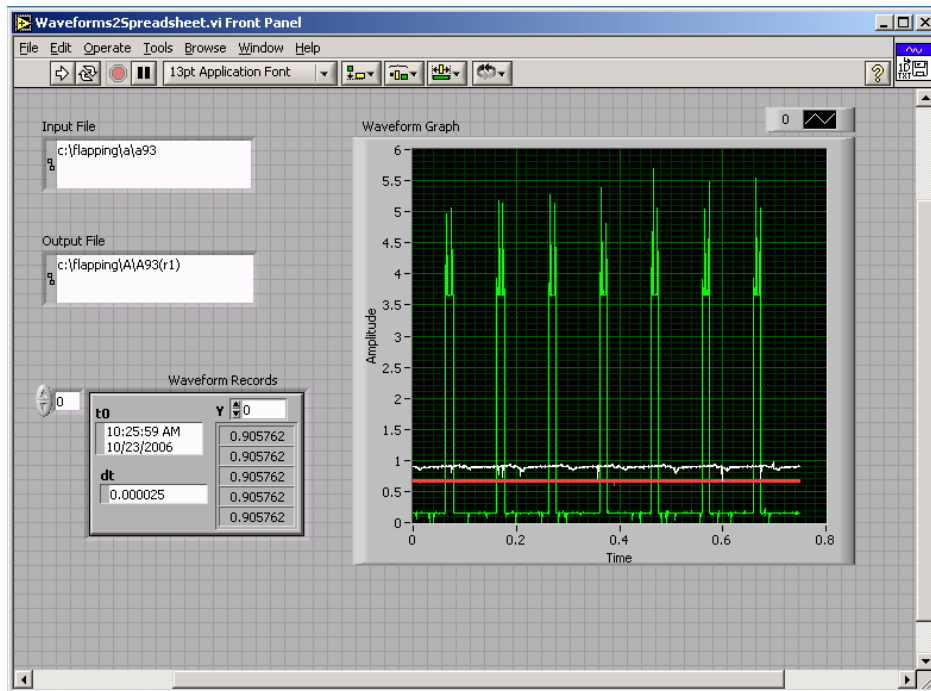 Waveforms2Spreadsheet.vi Front Panel
File Edit Operate Tools Browse Window Help
13pt Application Font
?
1D
TXT
Input File
c:\flapping\a\a93
Output File
c:\flapping\A\A93(r1)
Waveform Records
0
t0
10:25:59 AM
10/23/2006
dt
0.000025
Y 0
0.905762
0.905762
0.905762
0.905762
0.905762
Waveform Graph
0
Amplitude
6
5.5
5
4.5
4
3.5
3
2.5
2
1.5
1
0.5
0
0 0.2 0.4 0.6 0.8
Time